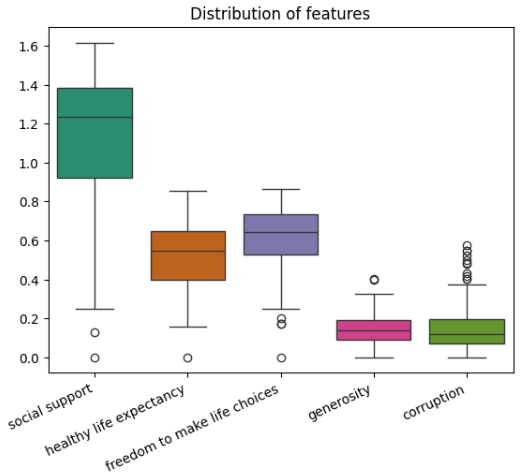 Distribution of features
1.6
1.4
1.2
1.0
0.8
0.6
0.4
0.2
0.0
social support
healthy life expectancy
freedom to make life choices
generosity
corruption